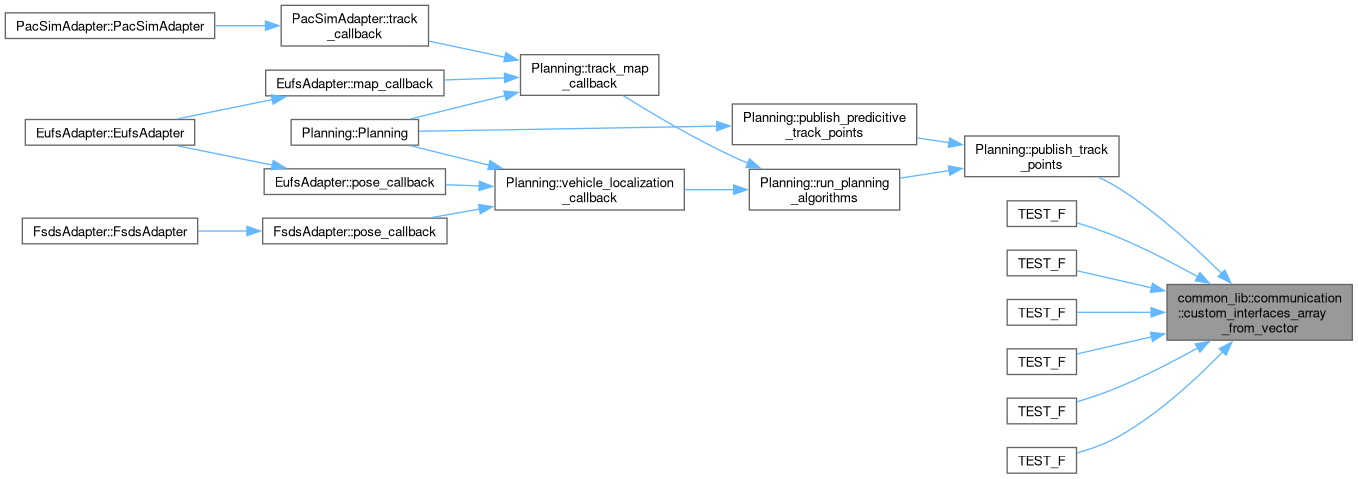 PacSimAdapter::PacSimAdapter
PacSimAdapter::track
_callback
EufsAdapter::map_callback
EufsAdapter::EufsAdapter
Planning::Planning
EufsAdapter::pose_callback
FsdsAdapter::FsdsAdapter
FsdsAdapter::pose_callback
Planning::track_map
_callback
Planning::vehicle_localization
_callback
Planning::publish_predicitive
_track_points
Planning::run_planning
_algorithms
Planning::publish_track
_points
TEST_F
TEST_F
TEST_F
TEST_F
TEST_F
TEST_F
common_lib::communication
::custom_interfaces_array
_from_vector